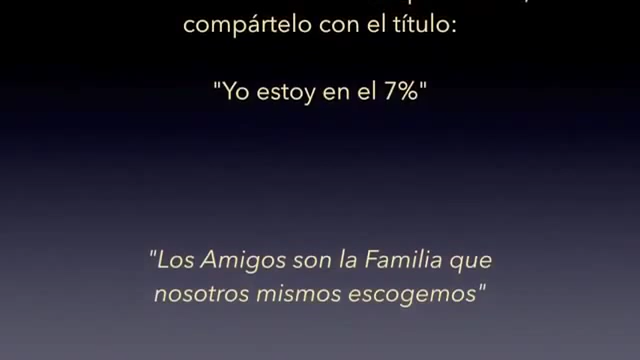 compártelo con el título:
"Yo estoy en el 7%"
"Los Amigos son la Familia que
nosotros mismos escogemos"